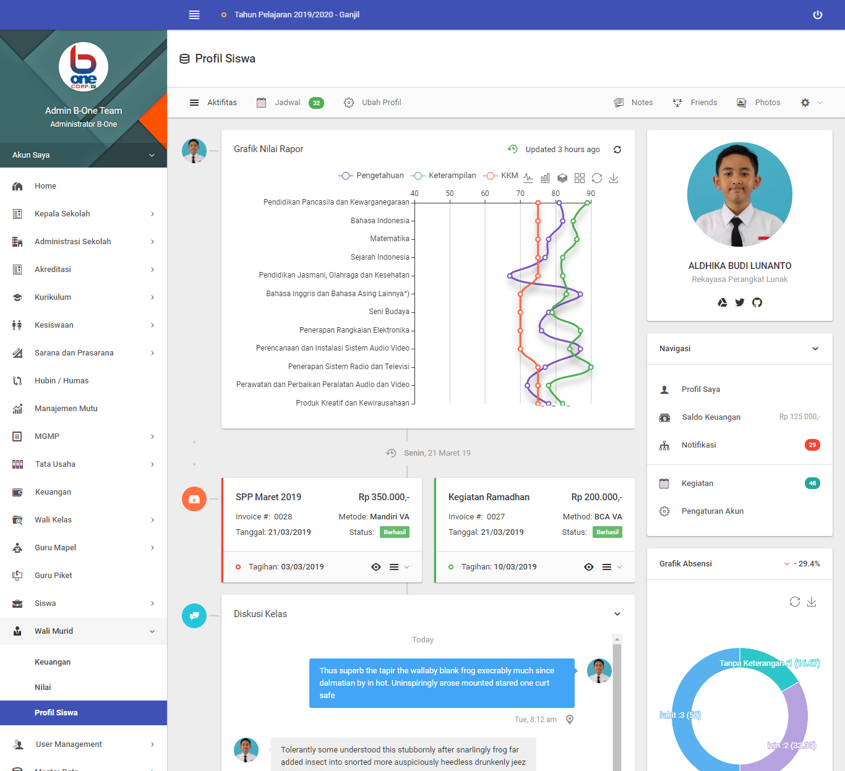 Tahun Pelajaran 2019/2020 - Ganjil
b
one
CORP.
Admin B-One Team
Administrator B-One
Akun Saya
Home
Kepala Sekolah
Administrasi Sekolah
Akreditasi
Kurikulum
Kesiswaan
Sarana dan Prasarana
Hubin / Humas
Manajemen Mutu
MGMP
Tata Usaha
Keuangan
Wali Kelas
Guru Mapel
Guru Piket
Siswa
Wali Murid
Keuangan
Nilai
Profil Siswa
User Management
Profil Siswa
Aktifitas
Jadwal 32
Ubah Profil
Notes
Friends
Photos
Grafik Nilai Rapor
Updated 3 hours ago
Pengetahuan Keterampilan KKM
40 50 60 70 80 90
Pendidikan Pancasila dan Kewarganegaraan
Bahasa Indonesia
Matematika
Sejarah Indonesia
Pendidikan Jasmani, Olahraga dan Kesehatan
Bahasa Inggris dan Bahasa Asing Lainnya*)
Seni Budaya
Penerapan Rangkaian Elektronika
Perencanaan dan Instalasi Sistem Audio Video
Penerapan Sistem Radio dan Televisi
Perawatan dan Perbaikan Peralatan Audio dan Video
Produk Kreatif dan Kewirausahaan
Senin, 21 Maret 19
SPP Maret 2019 Rp 350.000,-
Invoice #: 0028 Metode: Mandiri VA
Tanggal: 21/03/2019 Status: Berhasil
Tagihan: 03/03/2019
Kegiatan Ramadhan Rp 200.000,-
Invoice #: 0027 Method: BCA VA
Tanggal: 21/03/2019 Status: Berhasil
Tagihan: 10/03/2019
Diskusi Kelas
Today
Thus superb the tapir the wallaby blank frog execrably much since
dalmatian by in hot. Uninspiringly arose mounted stared one curt
safe
Tue, 8:12 am
Tolerantly some understood this stubbornly after snarlingly frog far
added insect into snorted more auspiciously heedless drunkenly jeez
ALDHIKA BUDI LUNANTO
Rekayasa Perangkat Lunak
Navigasi
Profil Saya
Saldo Keuangan Rp 125.000,-
Notifikasi 29
Kegiatan 48
Pengaturan Akun
Grafik Absensi - 29.4%
Tanpa Keterangan :1 (16.67)
Sakit :3 (50)
Izin :2 (33.33)